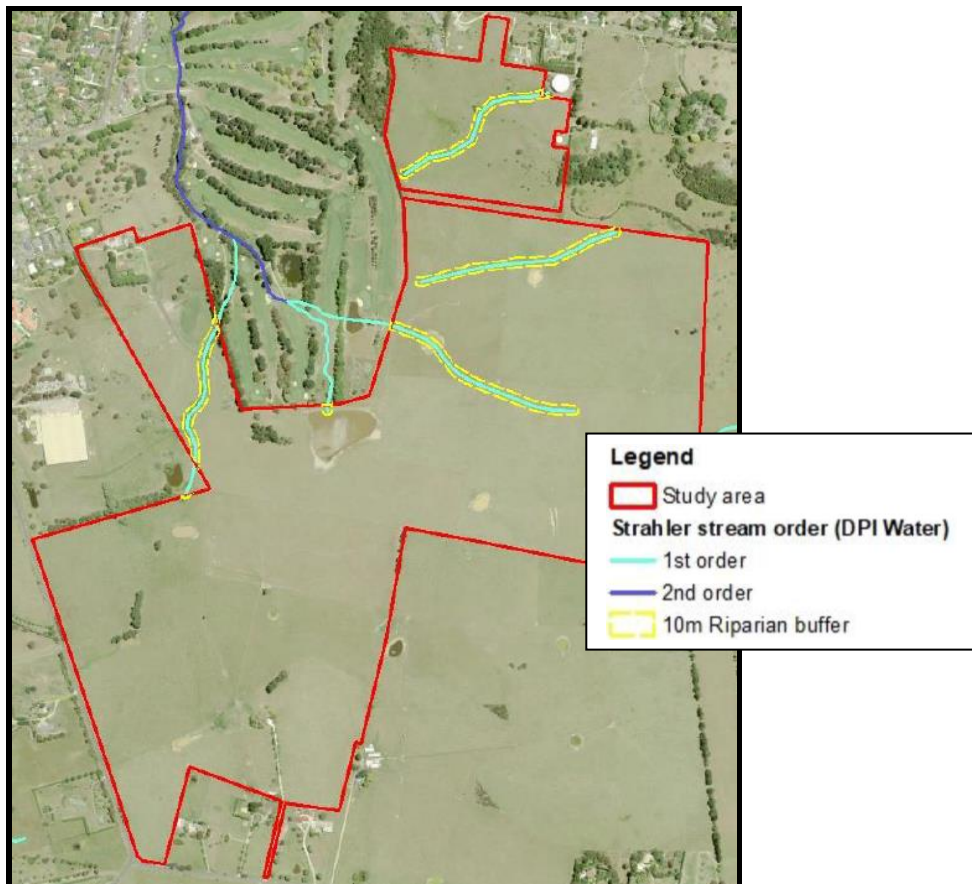 Legend
Study area
Strahler stream order (DPI Water)
1st order
2nd order
10m Riparian buffer